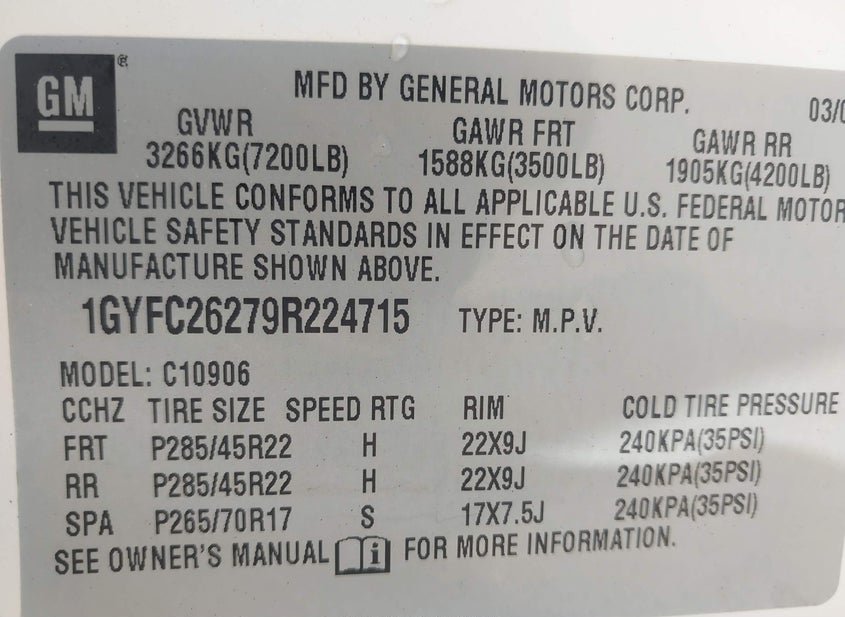 GM ®
MFD BY GENERAL MOTORS CORP. 03/0
GVWR GAWR FRT GAWR RR
3266KG(7200LB) 1588KG(3500LB) 1905KG(4200LB)
THIS VEHICLE CONFORMS TO ALL APPLICABLE U.S. FEDERAL MOTOR
VEHICLE SAFETY STANDARDS IN EFFECT ON THE DATE OF
MANUFACTURE SHOWN ABOVE.
1GYFC26279R224715 TYPE: M.P.V.
MODEL: C10906
CCHZ TIRE SIZE SPEED RTG RIM COLD TIRE PRESSURE
FRT P285/45R22 H 22X9J 240KPA(35PSI)
RR P285/45R22 H 22X9J 240KPA(35PSI)
SPA P265/70R17 S 17X7.5J 240KPA(35PSI)
SEE OWNER'S MANUAL i FOR MORE INFORMATION.